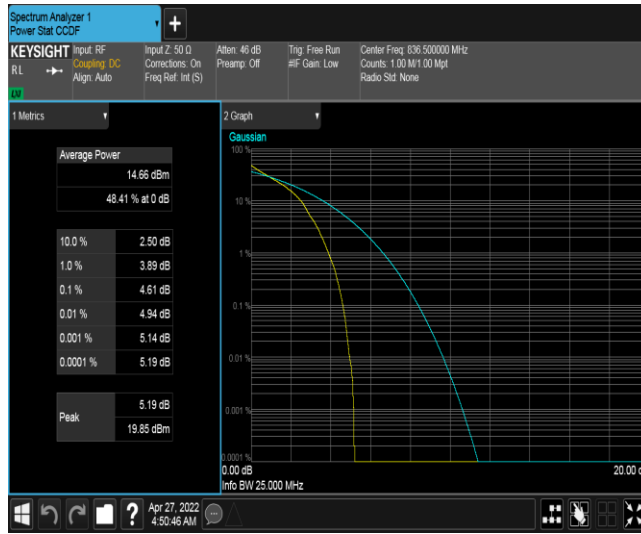 Spectrum Analyzer 1
Power Stat CCDF
+
KEYSIGHT
RL
LXI
Input: RF
Coupling: DC
Align: Auto
Input Z: 50 Ω
Corrections: On
Freq Ref: Int (S)
Atten: 46 dB
Preamp: Off
Trig: Free Run
#IF Gain: Low
Center Freq: 836.500000 MHz
Counts: 1.00 M/1.00 Mpt
Radio Std: None
1 Metrics
Average Power
14.66 dBm
48.41 % at 0 dB
10.0 % 2.50 dB
1.0 % 3.89 dB
0.1 % 4.61 dB
0.01 % 4.94 dB
0.001 % 5.14 dB
0.0001 % 5.19 dB
Peak
5.19 dB
19.85 dBm
2 Graph
Gaussian
100 %
10 %
1 %
0.1 %
0.01 %
0.001 %
0.0001 %
0.00 dB
20.00
Info BW 25.000 MHz
?
Apr 27, 2022
4:50:46 AM